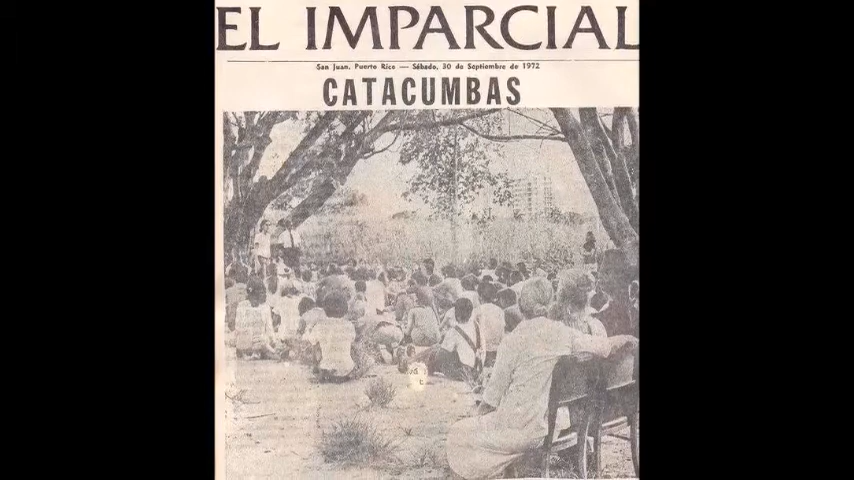 EL IMPARCIAL
San Juan, Puerto Rico — Sábado, 30 de Septiembre de 1972
CATACUMBAS